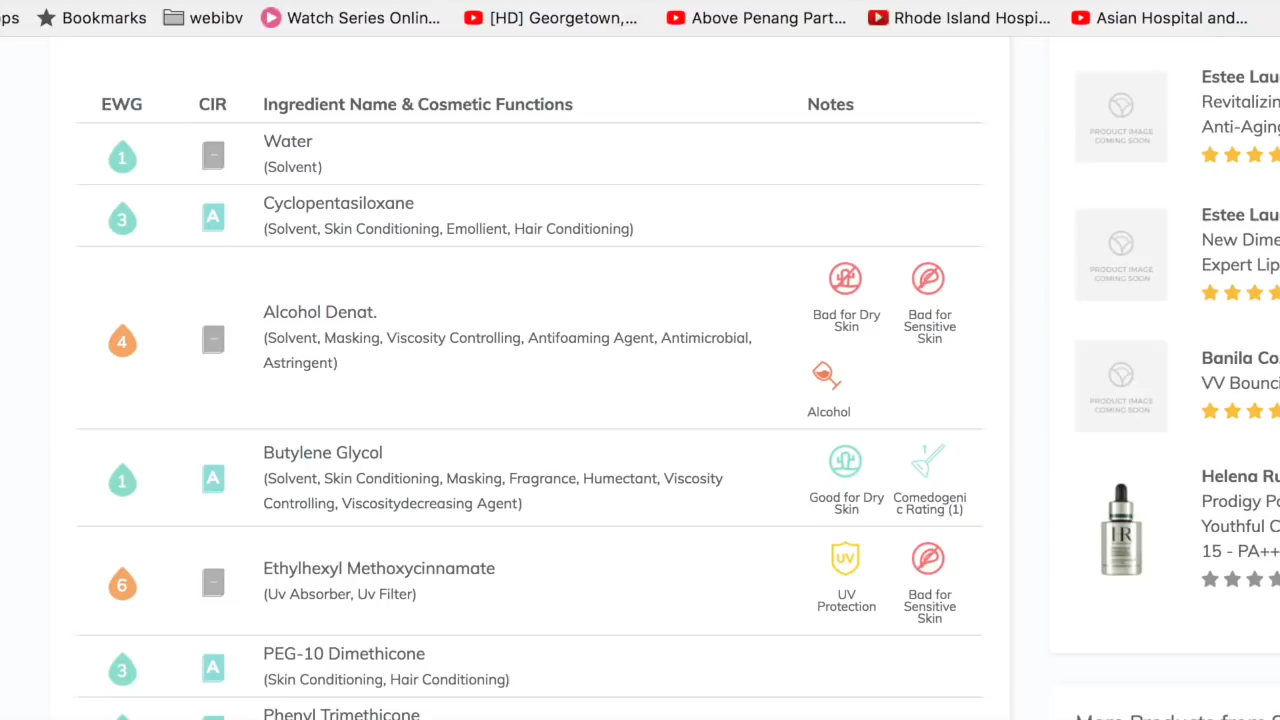 ps Bookmarks webibv Watch Series Onlin... [HD] Georgetown,... Above Penang Part... Rhode Island Hospi... Asian Hospital and...
EWG CIR Ingredient Name & Cosmetic Functions Notes
1 Water
(Solvent)
3 A Cyclopentasiloxane
(Solvent, Skin Conditioning, Emollient, Hair Conditioning)
4 Alcohol Denat.
(Solvent, Masking, Viscosity Controlling, Antifoaming Agent, Antimicrobial,
Astringent)
Bad for Dry
Skin
Bad for
Sensitive
Skin
Alcohol
1 A Butylene Glycol
(Solvent, Skin Conditioning, Masking, Fragrance, Humectant, Viscosity
Controlling, Viscositydecreasing Agent)
Good for Dry
Skin
Comedogeni
c Rating (1)
6 Ethylhexyl Methoxycinnamate
(Uv Absorber, Uv Filter)
UV
UV
Protection
Bad for
Sensitive
Skin
3 A PEG-10 Dimethicone
(Skin Conditioning, Hair Conditioning)
Phenyl Trimethicone
PRODUCT IMAGE
COMING SOON
Estee Lau
Revitalizin
Anti-Aging
PRODUCT IMAGE
COMING SOON
Estee Lau
New Dime
Expert Lip
PRODUCT IMAGE
COMING SOON
Banila Co.
VV Bounci
HR
Helena Ru
Prodigy Po
Youthful C
15 - PA++
More Products from